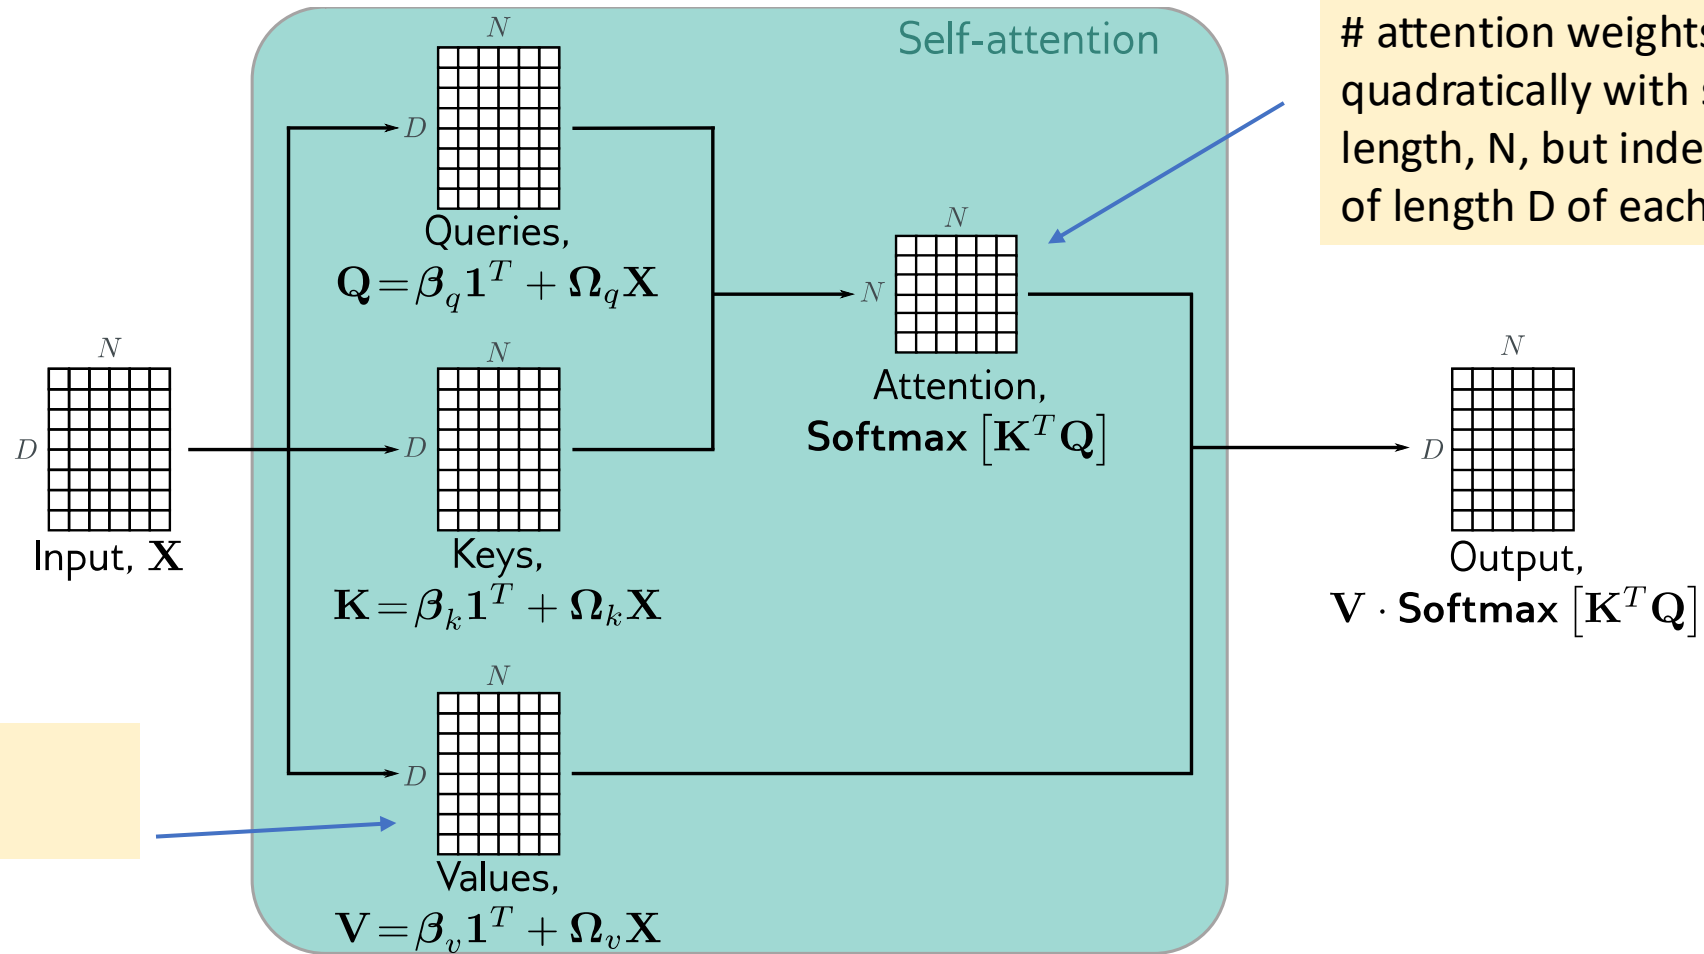 N
Self-attention
D
Queries,
Q = β_q 1^T + Ω_q X
# attention weights
quadratically with
length, N, but
of length D of each
N
N
Attention,
Softmax [K^T Q]
N
D
Input, X
N
D
Keys,
K = β_k 1^T + Ω_k X
N
D
Values,
V = β_v 1^T + Ω_v X
N
D
Output,
V · Softmax [K^T Q]